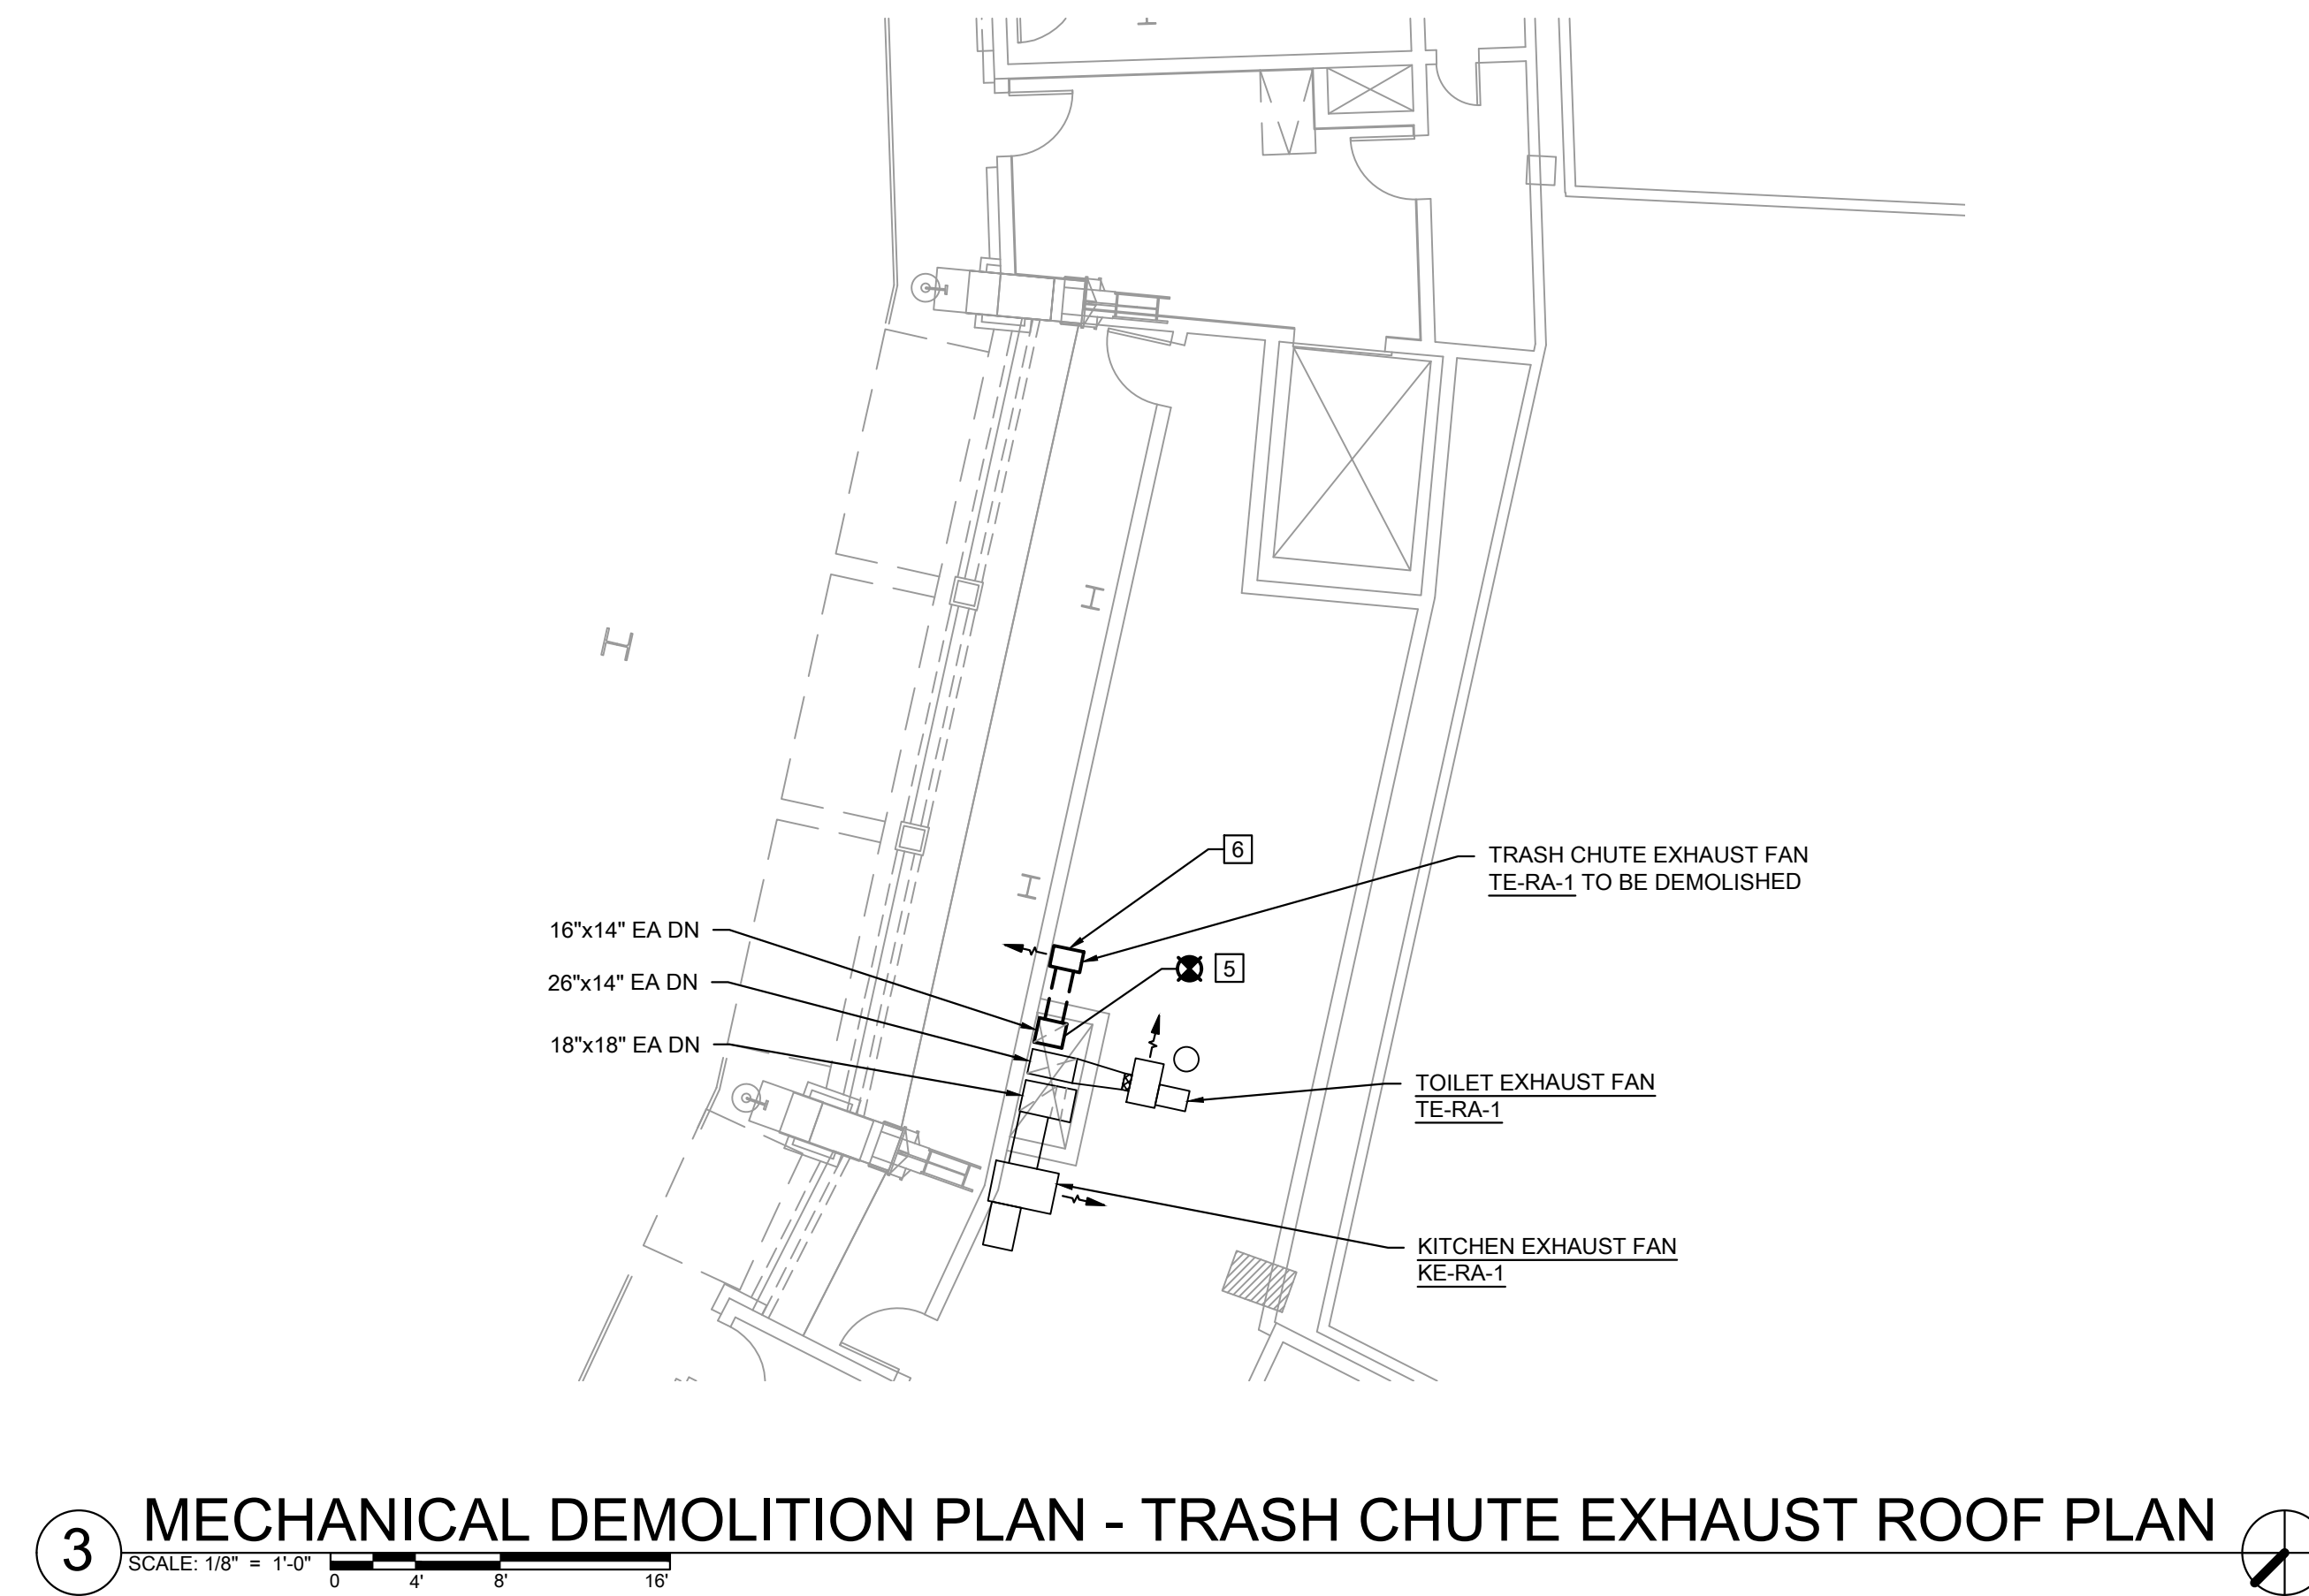 6
TRASH CHUTE EXHAUST FAN
TE-RA-1 TO BE DEMOLISHED
16"x14" EA DN
5
26"x14" EA DN
18"x18" EA DN
TOILET EXHAUST FAN
TE-RA-1
KITCHEN EXHAUST FAN
KE-RA-1
3
MECHANICAL DEMOLITION PLAN - TRASH CHUTE EXHAUST ROOF PLAN
SCALE: 1/8" = 1'-0"
0 4' 8' 16'